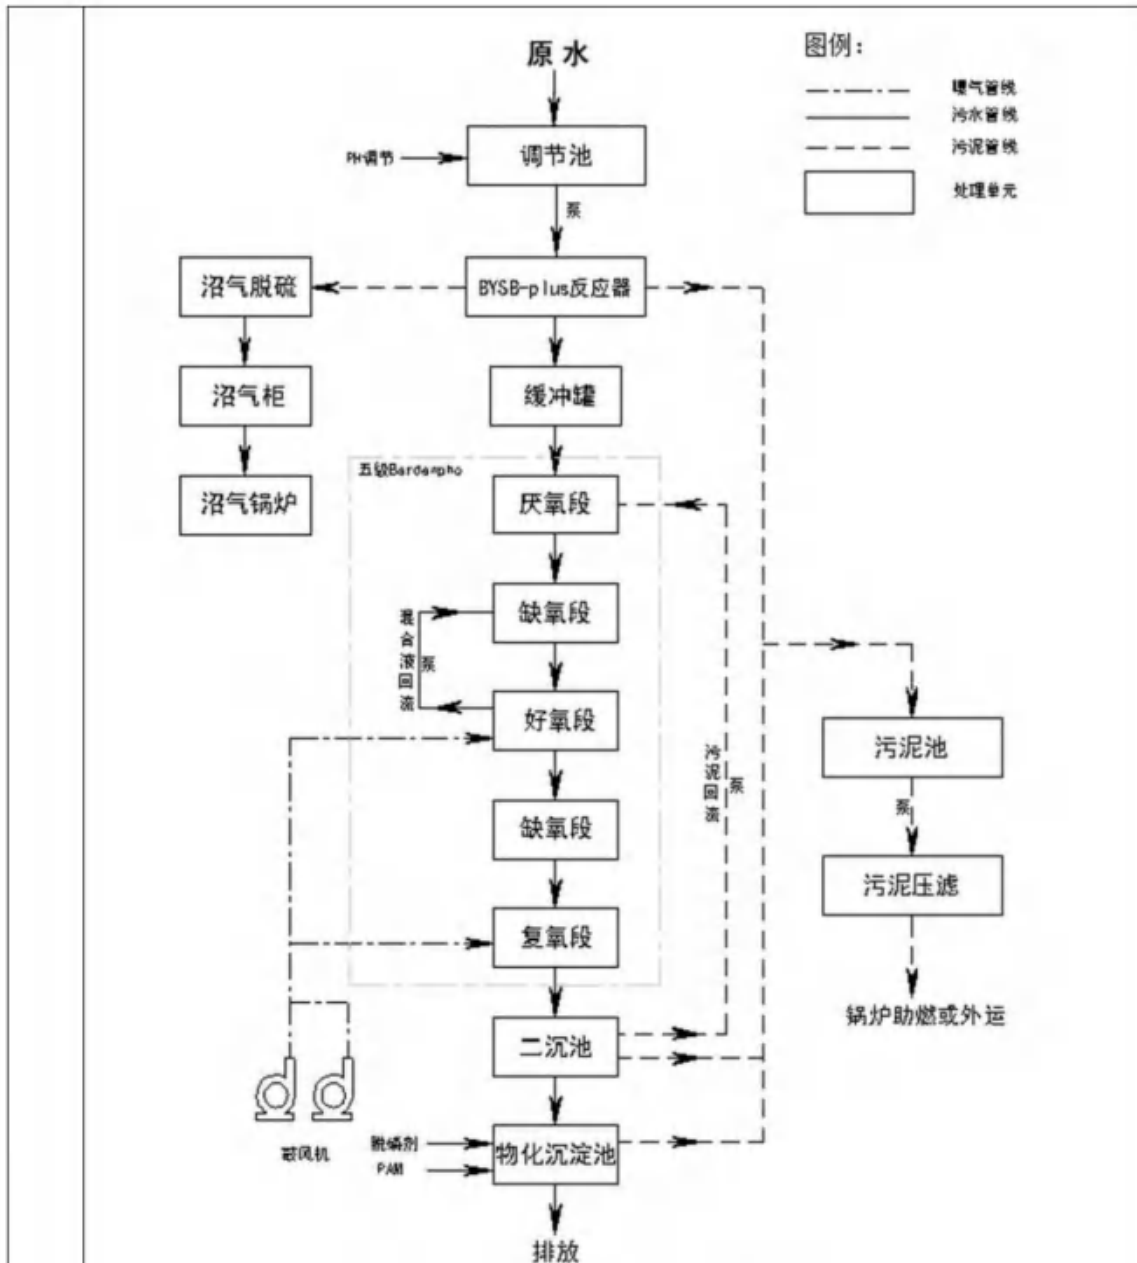 原水
图例：
曝气管线
污水管线
污泥管线
处理单元
PH调节
调节池
泵
沼气脱硫
BYSB-plus反应器
沼气柜
缓冲罐
五级Bardenpho
沼气锅炉
厌氧段
缺氧段
混合液回流
泵
好氧段
污泥池
污泥回流
泵
泵
缺氧段
污泥压滤
复氧段
锅炉助燃或外运
二沉池
鼓风机
脱磷剂
PAM
物化沉淀池
排放